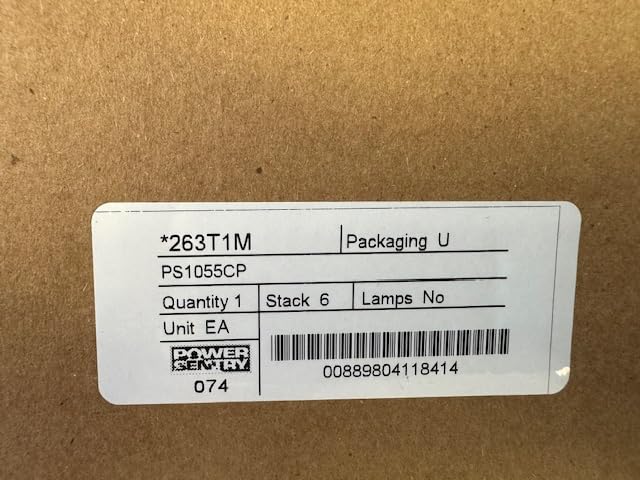 *263T1M
Packaging U
PS1055CP
Quantity 1
Stack 6
Lamps No
Unit EA
POWER
SENTRY
074
00889804118414